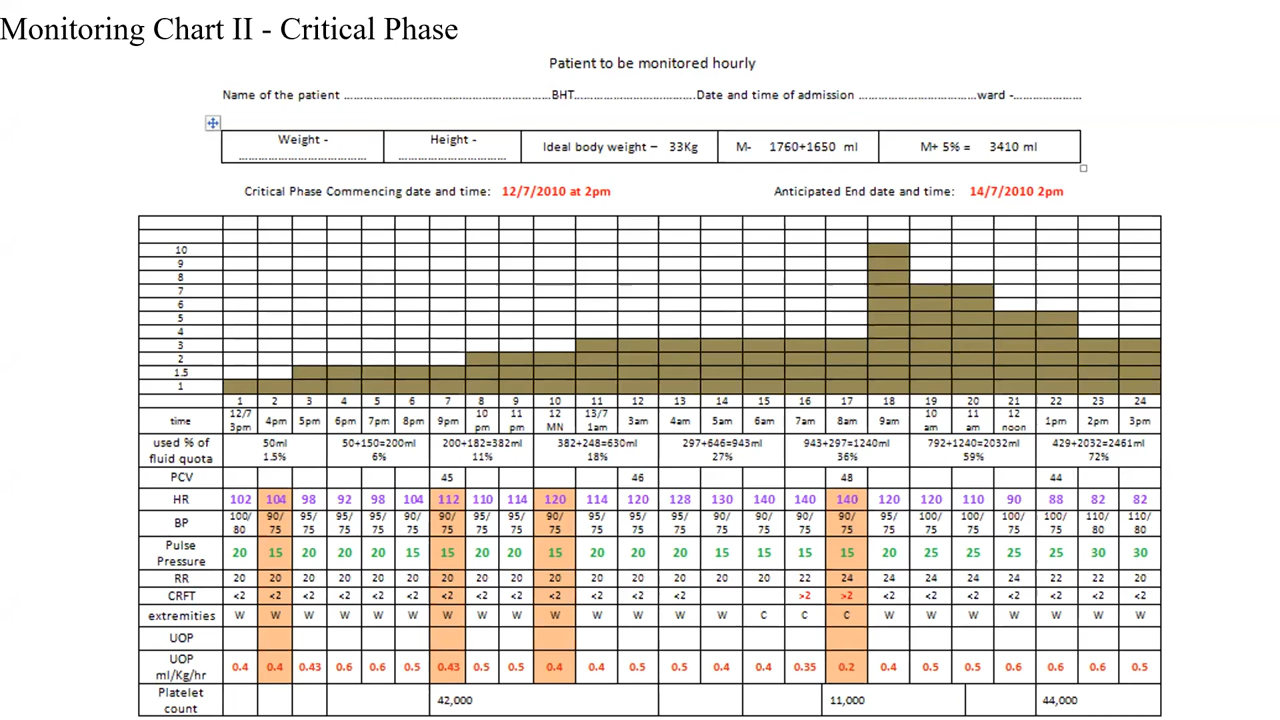 Monitoring Chart II - Critical Phase
Patient to be monitored hourly
Name of the patient ........................................................BHT.................................Date and time of admission ................................ward -...................
Weight - .................................... Height - .............................. Ideal body weight – 33Kg M- 1760+1650 ml M+ 5% = 3410 ml
Critical Phase Commencing date and time: 12/7/2010 at 2pm Anticipated End date and time: 14/7/2010 2pm
10
9
8
7
6
5
4
3
2
1.5
1
1 2 3 4 5 6 7 8 9 10 11 12 13 14 15 16 17 18 19 20 21 22 23 24
time 12/7 3pm 4pm 5pm 6pm 7pm 8pm 9pm 10 pm 11 pm 12 MN 13/7 1am 3am 4am 5am 6am 7am 8am 9am 10 am 11 am 12 noon 1pm 2pm 3pm
used % of fluid quota 50ml 1.5% 50+150=200ml 6% 200+182=382ml 11% 382+248=630ml 18% 297+646=943ml 27% 943+297=1240ml 36% 792+1240=2032ml 59% 429+2032=2461ml 72%
PCV 45 46 48 44
HR 102 104 98 92 98 104 112 110 114 120 114 120 128 130 140 140 140 120 120 110 90 88 82 82
BP 100/80 90/75 95/75 95/75 95/75 95/75 90/75 95/75 95/75 90/75 95/75 95/75 95/75 90/75 90/75 90/75 90/75 95/75 100/75 100/75 100/75 100/75 110/80 110/80
Pulse Pressure 20 15 20 20 20 15 15 20 20 15 20 20 20 15 15 15 15 20 25 25 25 25 30 30
RR 20 20 20 20 20 20 20 20 20 20 20 20 20 20 20 22 24 24 24 24 24 22 22 20
CRFT <2 <2 <2 <2 <2 <2 <2 <2 <2 <2 <2 <2 <2 >2 >2 <2 <2 <2 <2 <2 <2 <2
extremities W W W W W W W W W W W W W W C C C W W W W W W W
UOP
UOP ml/Kg/hr 0.4 0.4 0.43 0.6 0.6 0.5 0.43 0.5 0.5 0.4 0.4 0.5 0.5 0.4 0.4 0.35 0.2 0.4 0.5 0.5 0.6 0.6 0.6 0.5
Platelet count 42,000 11,000 44,000